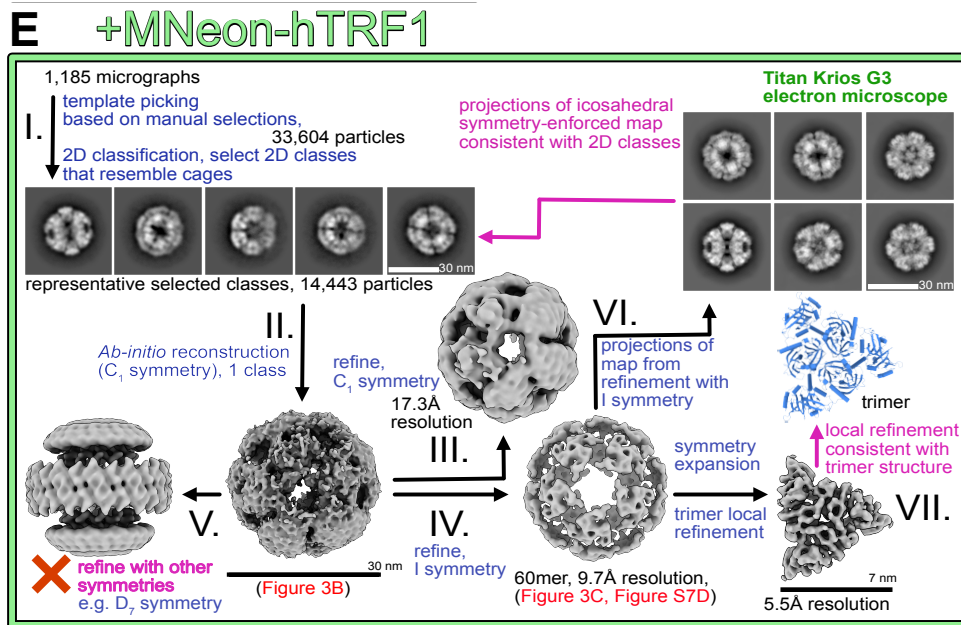 E +MNeon-hTRF1
1,185 micrographs
I.
template picking
based on manual selections,
33,604 particles
2D classification, select 2D classes
that resemble cages
projections of icosahedral
symmetry-enforced map
consistent with 2D classes
Titan Krios G3
electron microscope
30 nm
30 nm
representative selected classes, 14,443 particles
II.
Ab-initio reconstruction
(C1 symmetry), 1 class
refine,
C1 symmetry
17.3Å
resolution
III.
VI.
projections of
map from
refinement with
I symmetry
trimer
local refinement
consistent with
trimer structure
V.
IV.
refine,
I symmetry
symmetry
expansion
trimer local
refinement
VII.
refine with other
symmetries
e.g. D7 symmetry
30 nm
(Figure 3B)
60mer, 9.7Å resolution,
(Figure 3C, Figure S7D)
7 nm
5.5Å resolution